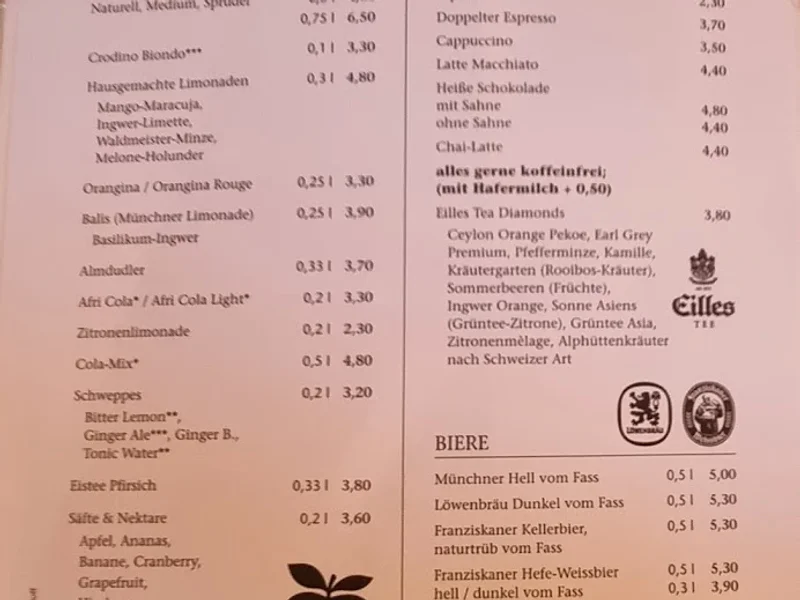 Naturell, Medium, Sprudel
0,75 l 6,50
Crodino Biondo*** 0,1 l 3,30
Hausgemachte Limonaden 0,3 l 4,80
Mango-Maracuja,
Ingwer-Limette,
Waldmeister-Minze,
Melone-Holunder
Orangina / Orangina Rouge 0,25 l 3,30
Balis (Münchner Limonade) 0,25 l 3,90
Basilikum-Ingwer
Almdudler 0,33 l 3,70
Afri Cola* / Afri Cola Light* 0,2 l 3,30
Zitronenlimonade 0,2 l 2,30
Cola-Mix* 0,5 l 4,80
Schweppes 0,2 l 3,20
Bitter Lemon**,
Ginger Ale***, Ginger B.,
Tonic Water**
Eistee Pfirsich 0,33 l 3,80
Säfte & Nektare 0,2 l 3,60
Apfel, Ananas,
Banane, Cranberry,
Grapefruit,
2,30
Doppelter Espresso 3,70
Cappuccino 3,50
Latte Macchiato 4,40
Heiße Schokolade
mit Sahne 4,80
ohne Sahne 4,40
Chai-Latte 4,40
alles gerne koffeinfrei;
(mit Hafermilch + 0,50)
Eilles Tea Diamonds 3,80
Ceylon Orange Pekoe, Earl Grey
Premium, Pfefferminze, Kamille,
Kräutergarten (Rooibos-Kräuter),
Sommerbeeren (Früchte),
Ingwer Orange, Sonne Asiens
(Grüntee-Zitrone), Grüntee Asia,
Zitronenmèlage, Alphüttenkräuter
nach Schweizer Art
Eilles
TEE
LÖWENBRÄU
BIERE
Münchner Hell vom Fass 0,5 l 5,00
Löwenbräu Dunkel vom Fass 0,5 l 5,30
Franziskaner Kellerbier, 0,5 l 5,30
naturtrüb vom Fass
Franziskaner Hefe-Weissbier 0,5 l 5,30
hell / dunkel vom Fass 0,3 l 3,90